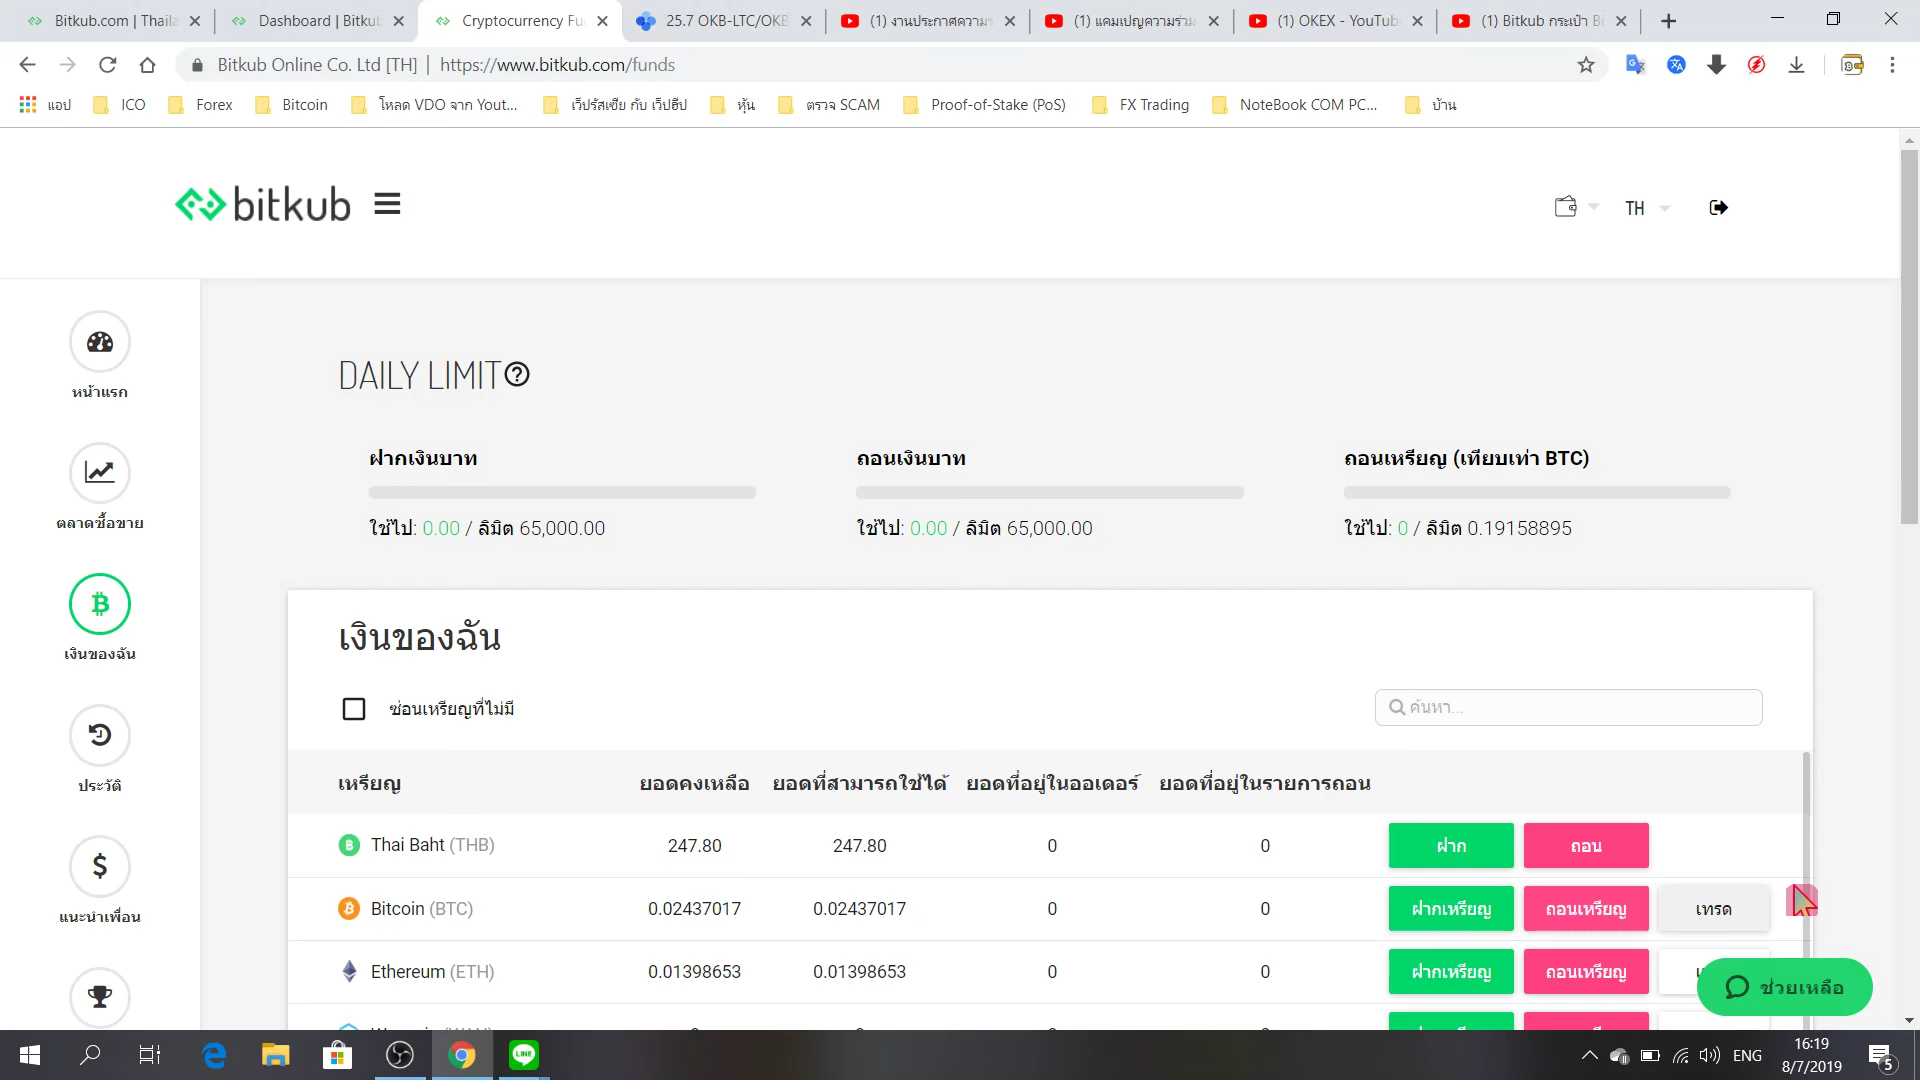 Bitkub.com | Thaila
Dashboard | Bitkub
Cryptocurrency Fu
25.7 OKB-LTC/OKB
(1) งานประกาศความ
(1) แคมเปญความร่วม
(1) OKEX - YouTube
(1) Bitkub กระเป๋า B
Bitkub Online Co. Ltd [TH] | https://www.bitkub.com/funds
แอป
ICO
Forex
Bitcoin
โหลด VDO จาก Yout...
เว็ปรัสเซีย กับ เว็ปฮีป
หุ้น
ตรวจ SCAM
Proof-of-Stake (PoS)
FX Trading
NoteBook COM PC...
บ้าน
bitkub
TH
หน้าแรก
ตลาดซื้อขาย
เงินของฉัน
ประวัติ
แนะนำเพื่อน
DAILY LIMIT
ฝากเงินบาท
ใช้ไป: 0.00 / ลิมิต 65,000.00
ถอนเงินบาท
ใช้ไป: 0.00 / ลิมิต 65,000.00
ถอนเหรียญ (เทียบเท่า BTC)
ใช้ไป: 0 / ลิมิต 0.19158895
เงินของฉัน
ซ่อนเหรียญที่ไม่มี
ค้นหา...
เหรียญ ยอดคงเหลือ ยอดที่สามารถใช้ได้ ยอดที่อยู่ในออเดอร์ ยอดที่อยู่ในรายการถอน
Thai Baht (THB) 247.80 247.80 0 0 ฝาก ถอน
Bitcoin (BTC) 0.02437017 0.02437017 0 0 ฝากเหรียญ ถอนเหรียญ เทรด
Ethereum (ETH) 0.01398653 0.01398653 0 0 ฝากเหรียญ ถอนเหรียญ
ช่วยเหลือ
LINE
ENG
16:19
8/7/2019
5